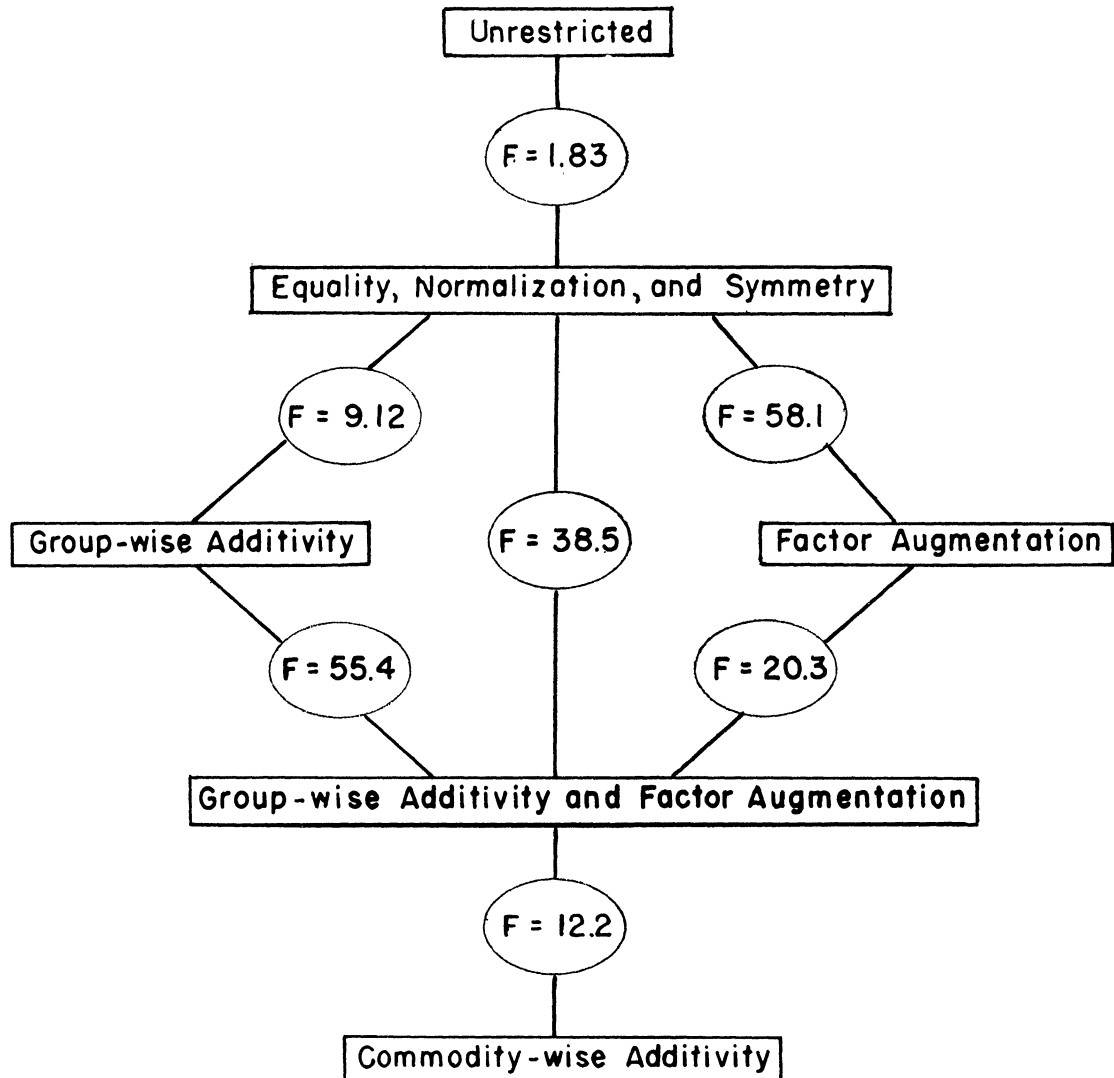 Unrestricted
F = 1.83
Equality, Normalization, and Symmetry
F = 9.12
F = 58.1
Group-wise Additivity
F = 38.5
Factor Augmentation
F = 55.4
F = 20.3
Group-wise Additivity and Factor Augmentation
F = 12.2
Commodity-wise Additivity